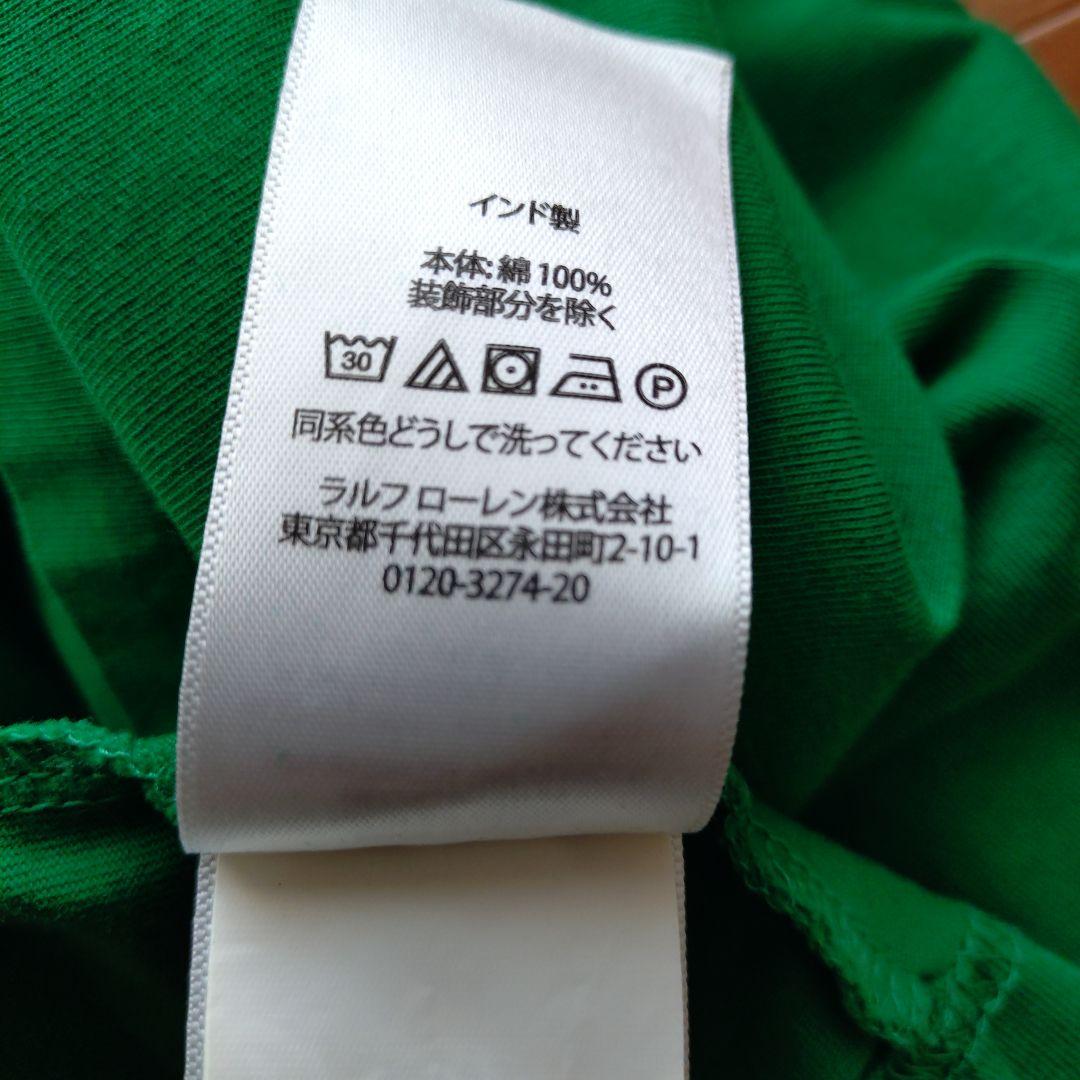 インド製
本体: 綿 100%
装飾部分を除く
30 P
同系色どうしで洗ってください
ラルフ ローレン株式会社
東京都千代田区永田町2-10-1
0120-3274-20